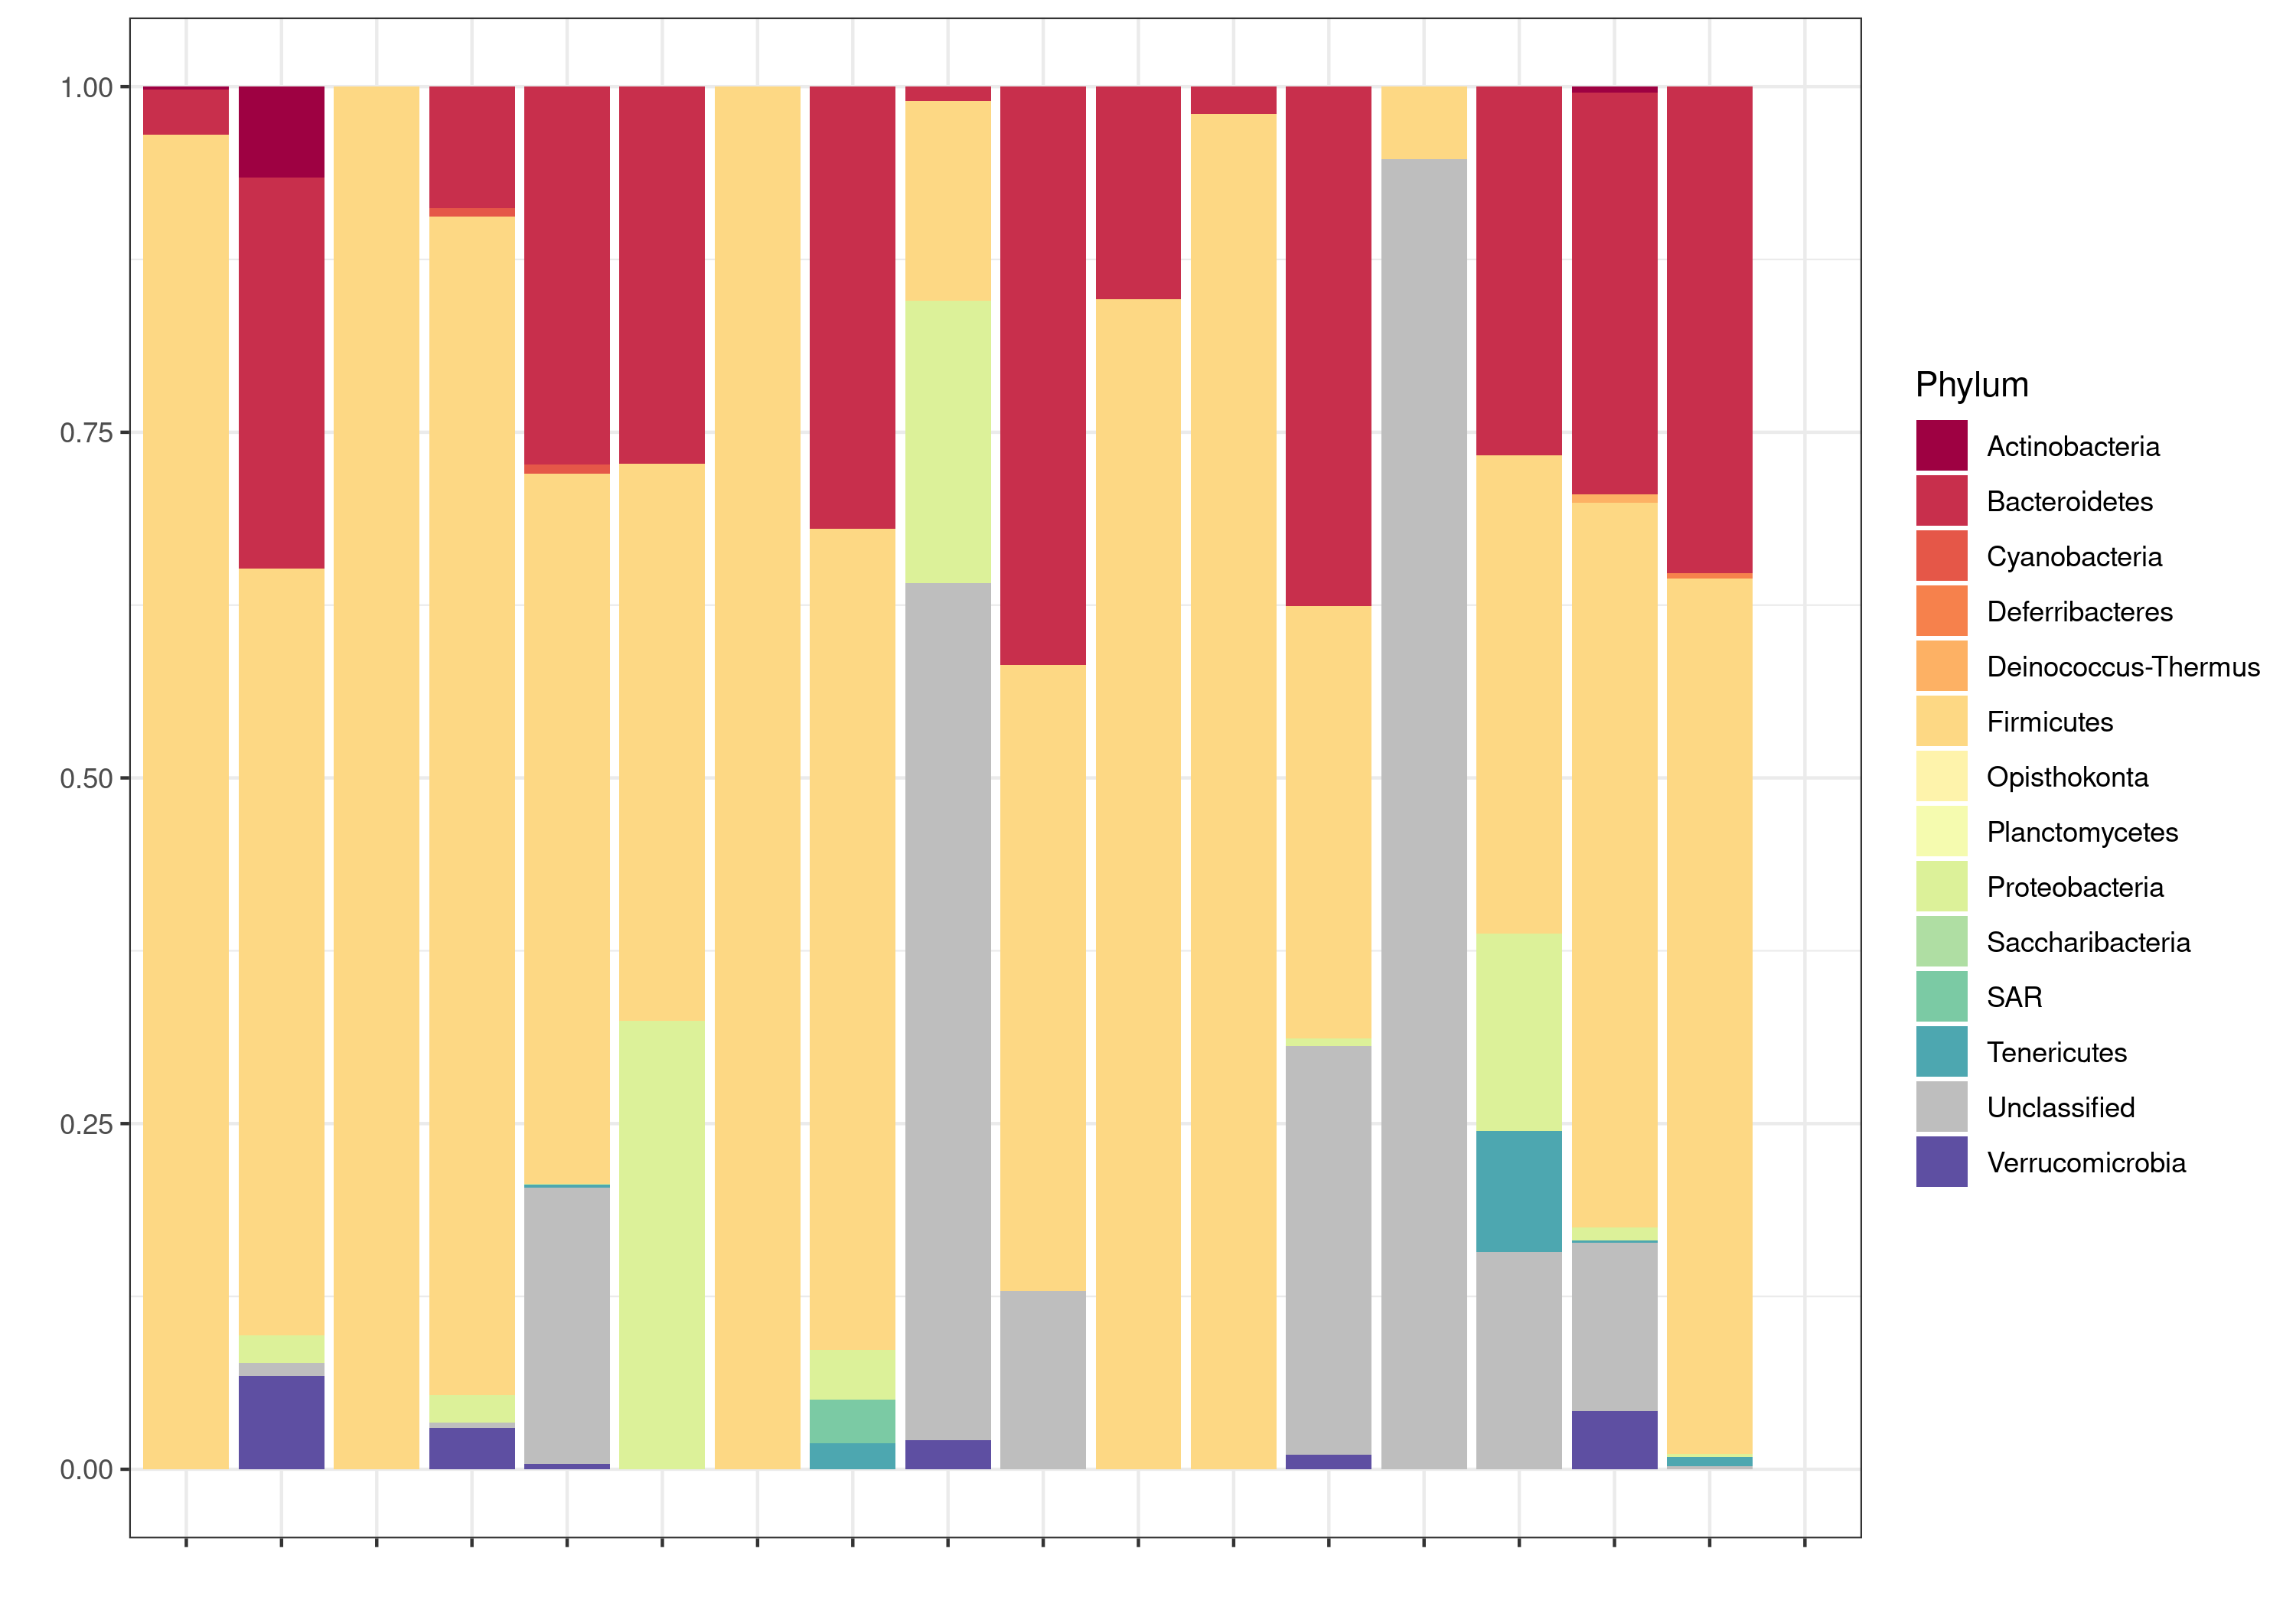 1.00
0.75
0.50
0.25
0.00
Phylum
Actinobacteria
Bacteroidetes
Cyanobacteria
Deferribacteres
Deinococcus-Thermus
Firmicutes
Opisthokonta
Planctomycetes
Proteobacteria
Saccharibacteria
SAR
Tenericutes
Unclassified
Verrucomicrobia